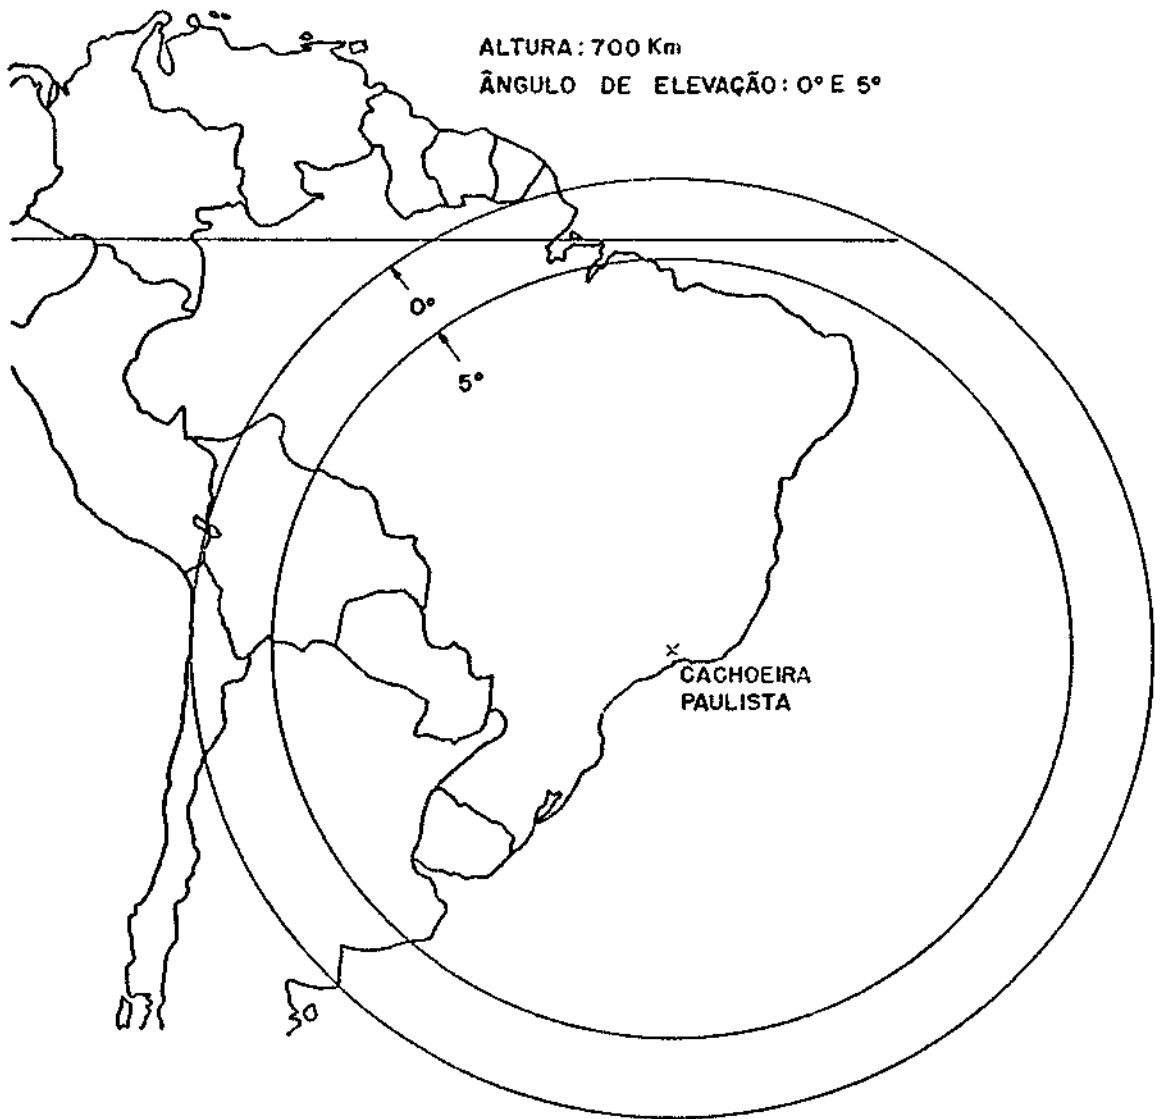 ALTURA: 700 Km
ÂNGULO DE ELEVAÇÃO: 0° E 5°
0°
5°
CACHOEIRA
PAULISTA